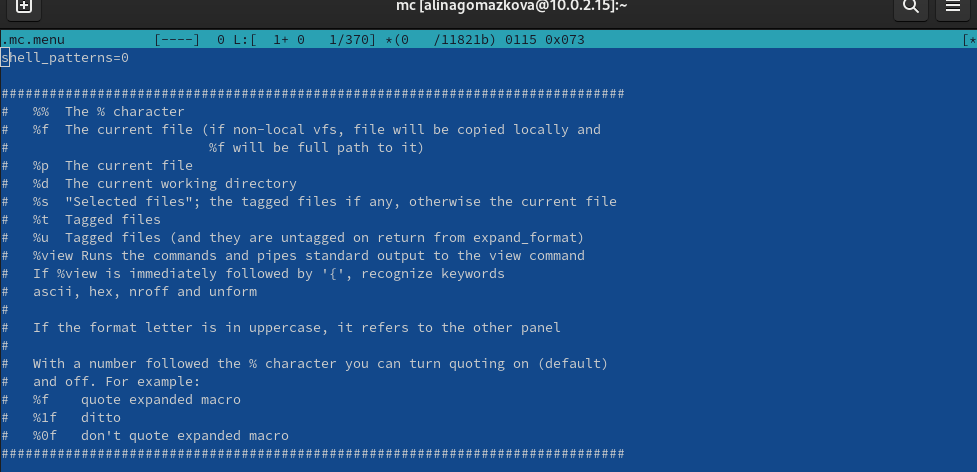 mc [alinagomazkova@10.0.2.15]:~
.mc.menu [----] 0 L:[ 1+ 0 1/370] *(0 /11821b) 0115 0x073 [*
shell_patterns=0
##############################################################################
# %% The % character
# %f The current file (if non-local vfs, file will be copied locally and
# %f will be full path to it)
# %p The current file
# %d The current working directory
# %s "Selected files"; the tagged files if any, otherwise the current file
# %t Tagged files
# %u Tagged files (and they are untagged on return from expand_format)
# %view Runs the commands and pipes standard output to the view command
# If %view is immediately followed by '{', recognize keywords
# ascii, hex, nroff and unform
#
# If the format letter is in uppercase, it refers to the other panel
#
# With a number followed the % character you can turn quoting on (default)
# and off. For example:
# %f quote expanded macro
# %1f ditto
# %0f don't quote expanded macro
##############################################################################